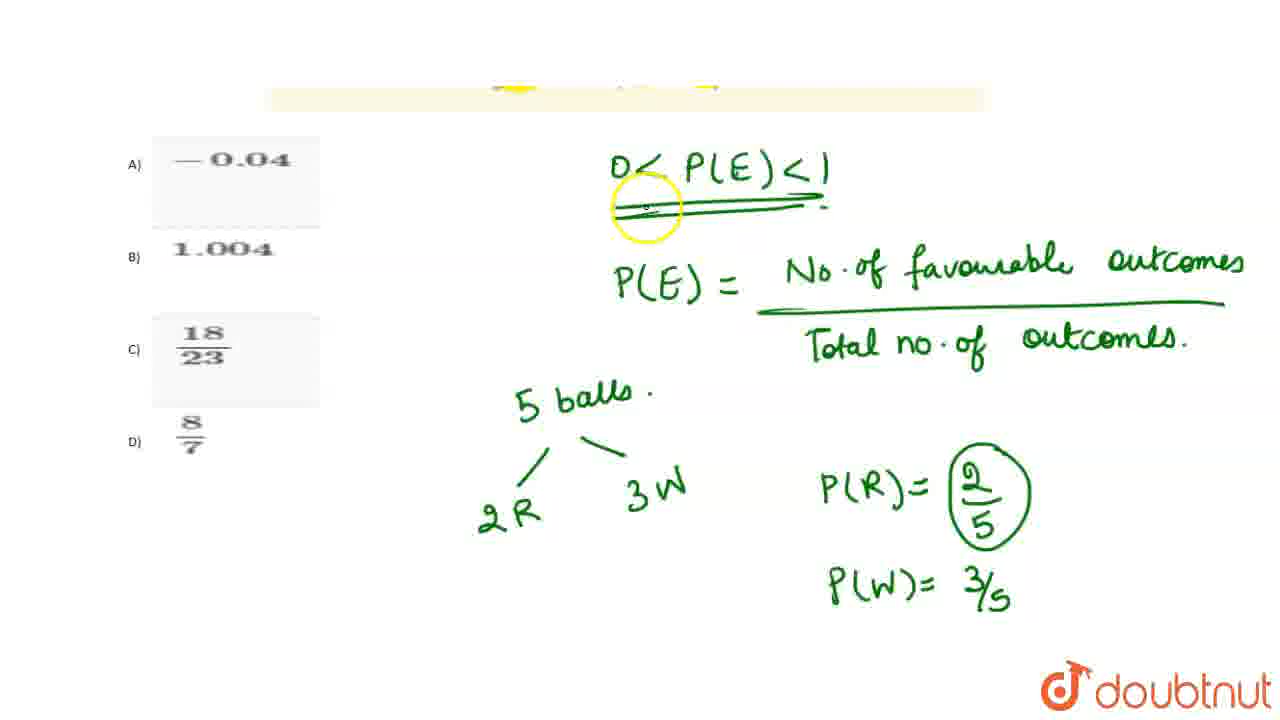 A) – 0.04
B) 1.004
C) 18/23
D) 8/7
0 < P(E) < 1
P(E) = No. of favourable outcomes / Total no. of outcomes.
5 balls.
2R 3W
P(R) = 2/5
P(W) = 3/5
doubtnut